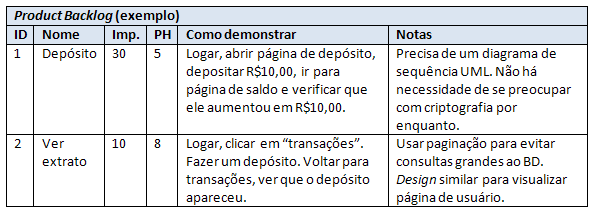 Product Backlog (exemplo)
ID Nome Imp. PH Como demonstrar Notas
1 Depósito 30 5 Logar, abrir página de depósito, Precisa de um diagrama de
depositar R$10,00, ir para sequência UML. Não há
página de saldo e verificar que necessidade de se preocupar
ele aumentou em R$10,00. com criptografia por
enquanto.
2 Ver 10 8 Logar, clicar em “transações”. Usar paginação para evitar
extrato Fazer um depósito. Voltar para consultas grandes ao BD.
transações, ver que o depósito Design similar para visualizar
apareceu. página de usuário.